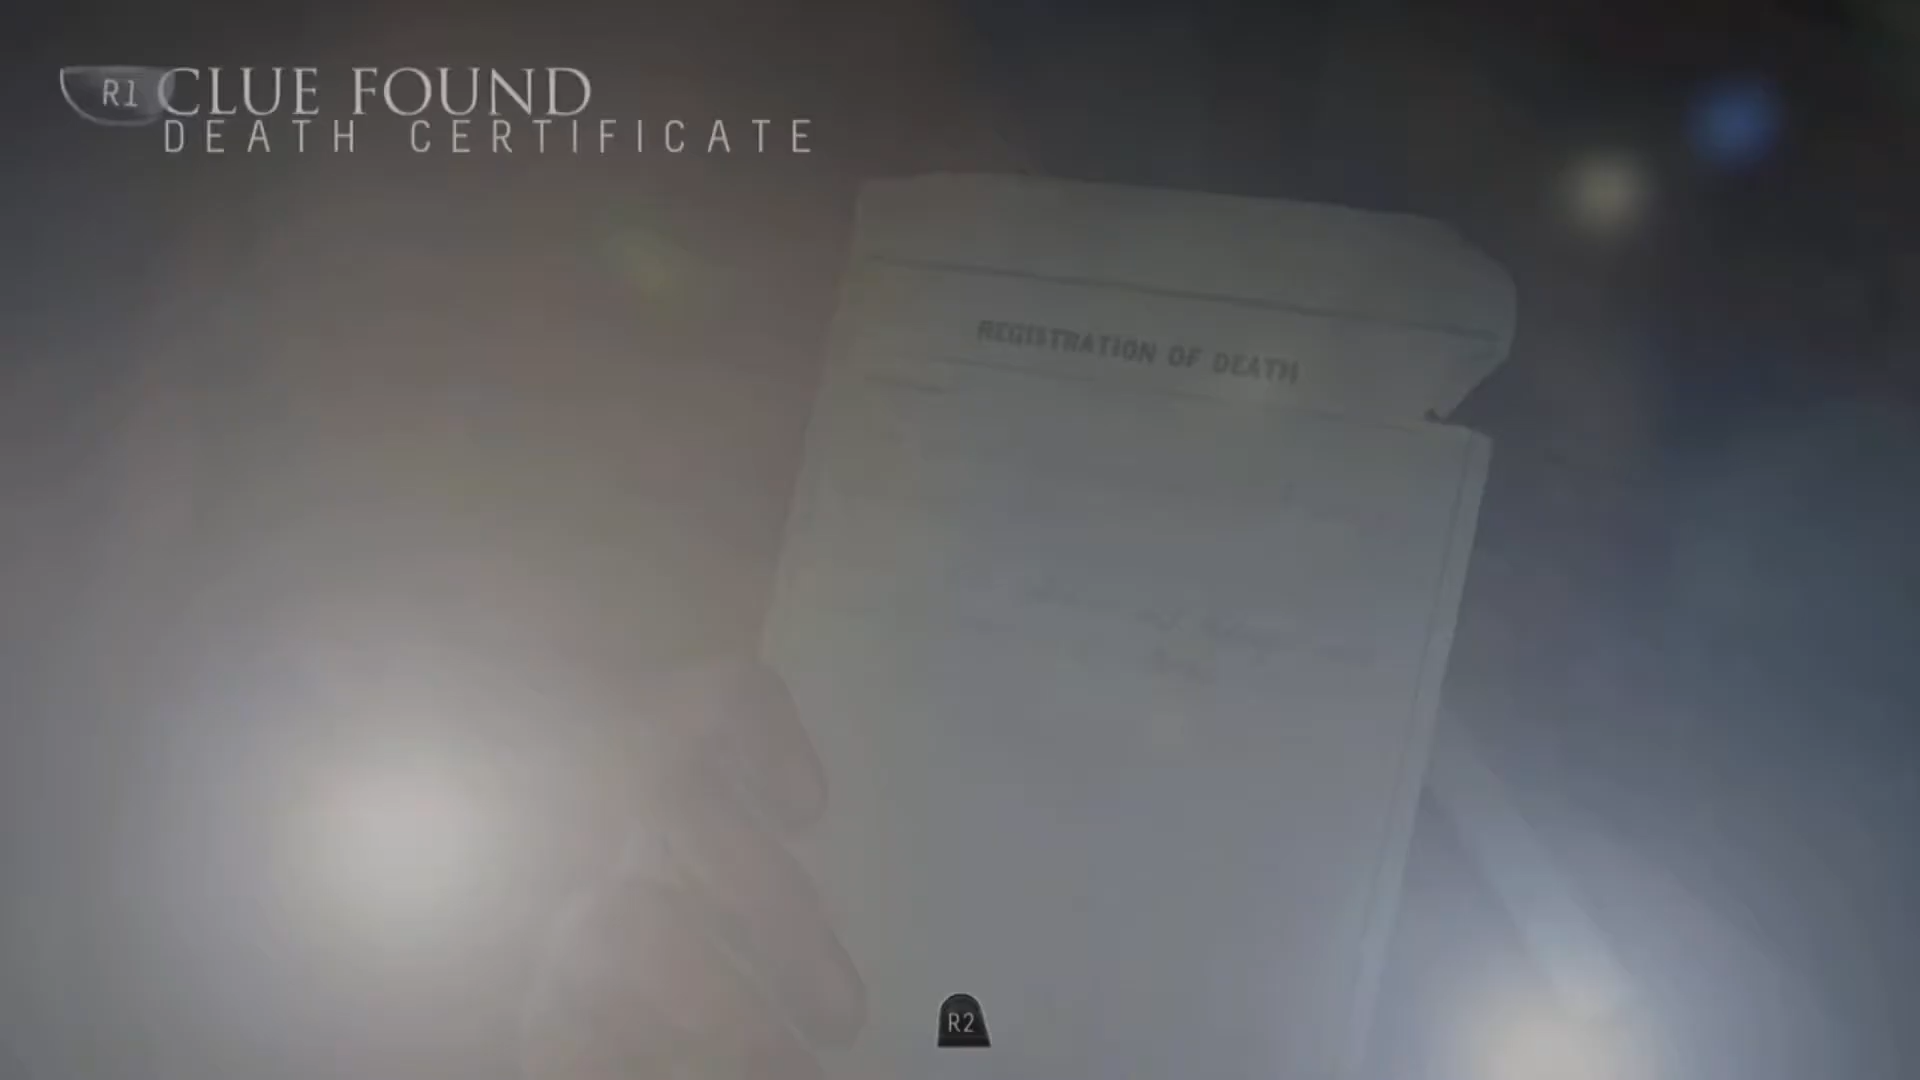 R1 CLUE FOUND
DEATH CERTIFICATE
REGISTRATION OF DEATH
R2